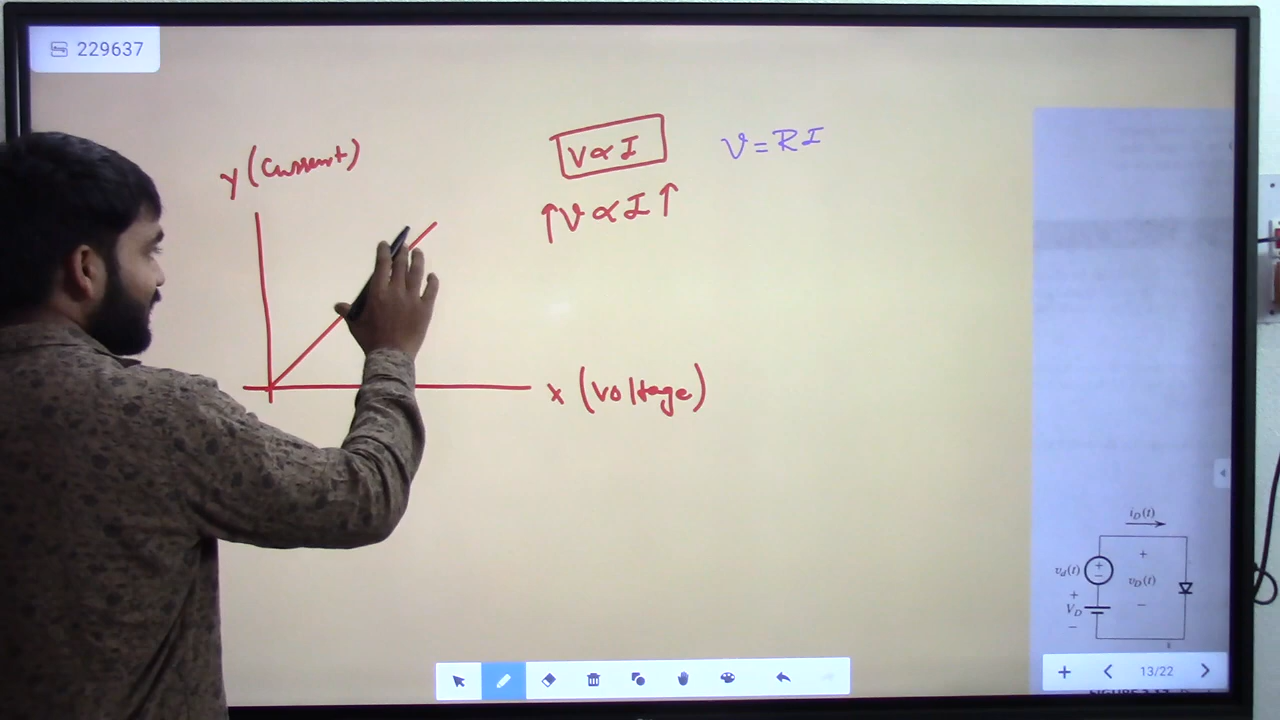 229637
V ∝ I
V = RI
Y (Current)
↑V ∝ I↑
X (Voltage)
iD(t)
+
vd(t)
+
−
vD(t)
+
VD
−
−
13/22